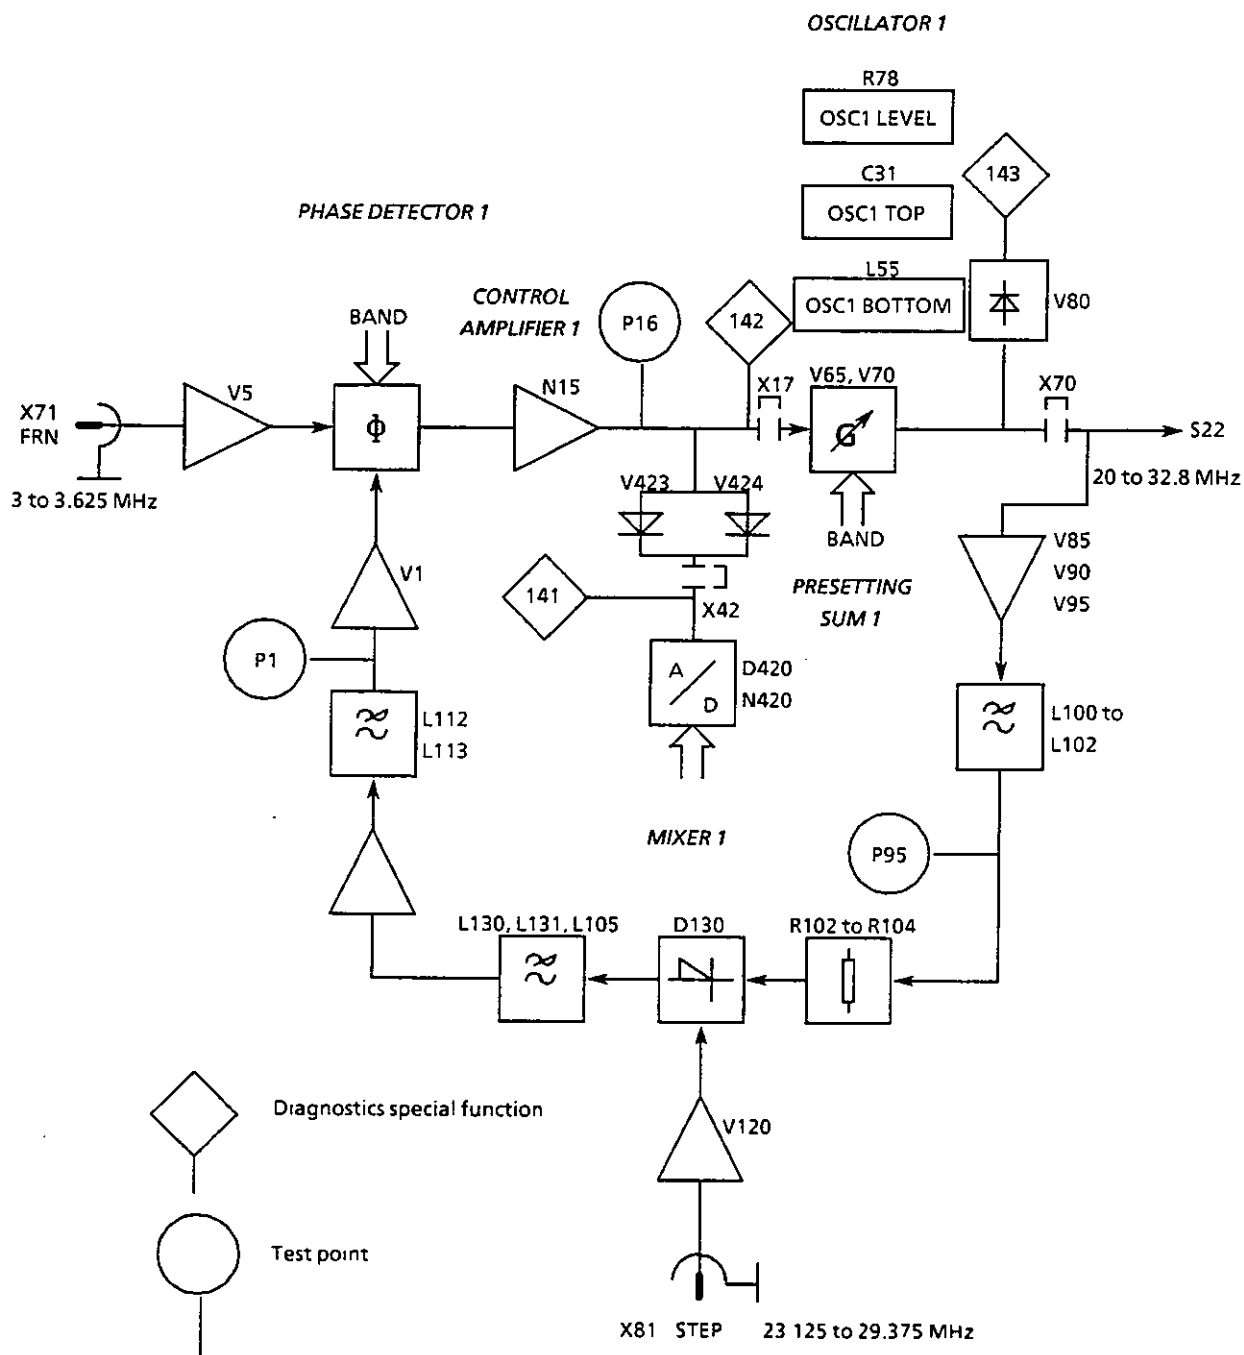 OSCILLATOR 1
R78
OSC1 LEVEL
C31
OSC1 TOP
143
PHASE DETECTOR 1
L55
OSC1 BOTTOM
V80
CONTROL
AMPLIFIER 1
P16
142
BAND
X71
FRN
V5
Φ
N15
X17
V65, V70
G
X70
S22
3 to 3.625 MHz
20 to 32.8 MHz
V423
V424
BAND
V85
V90
V95
V1
141
X42
PRESETTING
SUM 1
P1
A
D
D420
N420
L112
L113
L100 to
L102
MIXER 1
P95
L130, L131, L105
D130
R102 to R104
V120
Diagnostics special function
Test point
X81 STEP 23 125 to 29.375 MHz